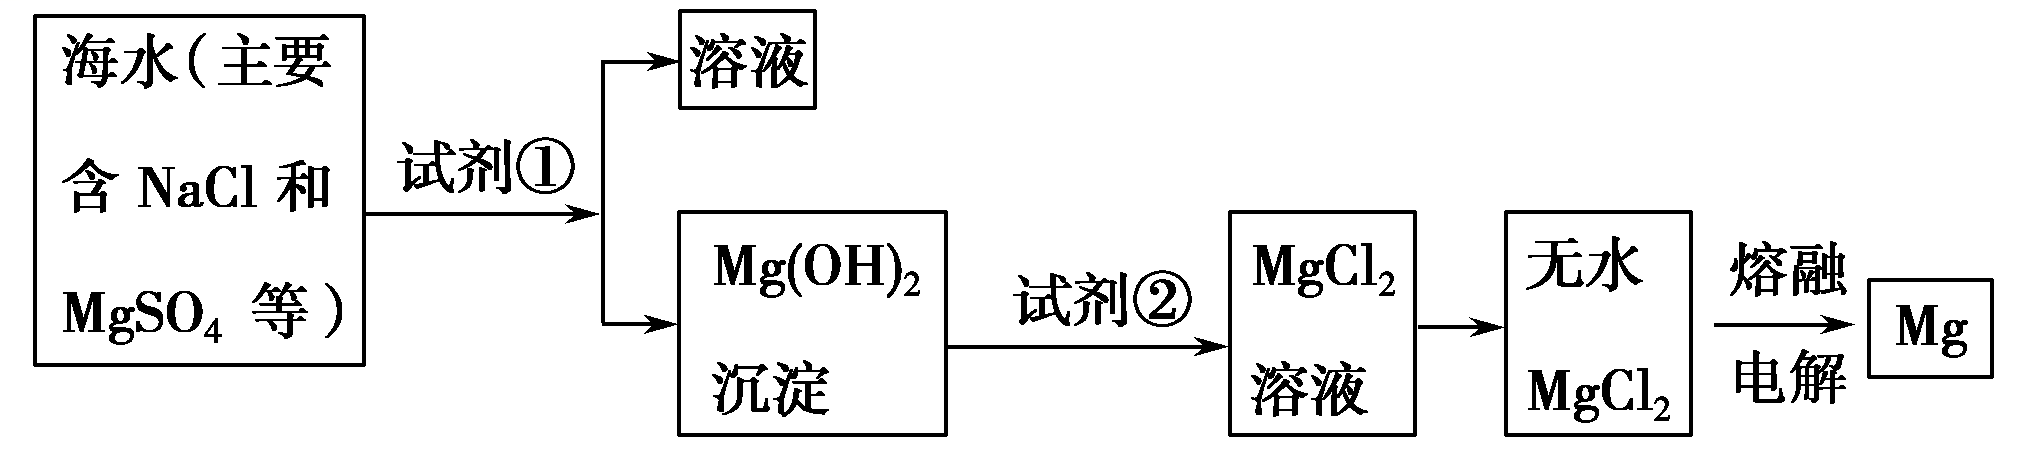 海水(主要
含 NaCl 和
MgSO₄ 等)
试剂①
溶液
Mg(OH)₂
沉淀
试剂②
MgCl₂
溶液
无水
MgCl₂
熔融
电解
Mg